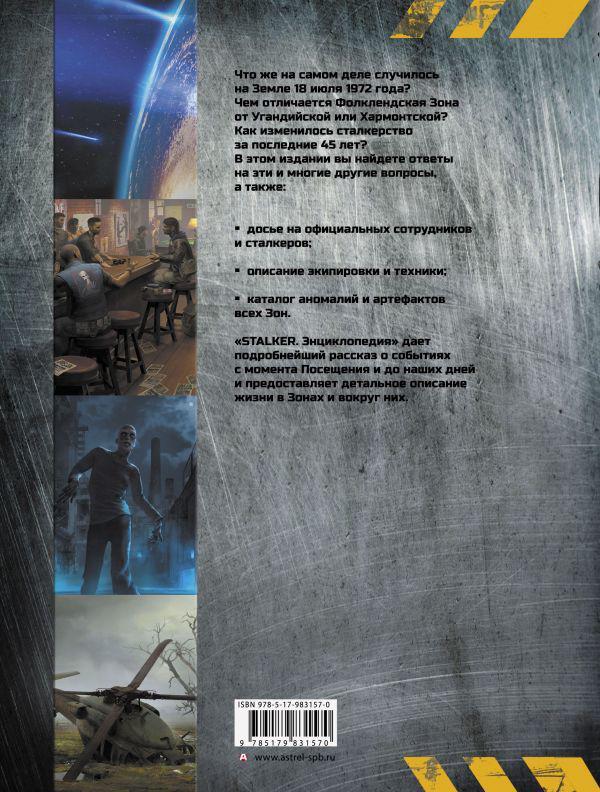 Что же на самом деле случилось
на Земле 18 июля 1972 года?
Чем отличается Фолклендская Зона
от Угандийской или Хармонтской?
Как изменилось сталкерство
за последние 45 лет?
В этом издании вы найдете ответы
на эти и многие другие вопросы,
а также:
▪ досье на официальных сотрудников
и сталкеров;
▪ описание экипировки и техники;
▪ каталог аномалий и артефактов
всех Зон.
«STALKER. Энциклопедия» дает
подробнейший рассказ о событиях
с момента Посещения и до наших дней
и предоставляет детальное описание
жизни в Зонах и вокруг них.
ISBN 978-5-17-983157-0
9 785179 831570
www.astrel-spb.ru